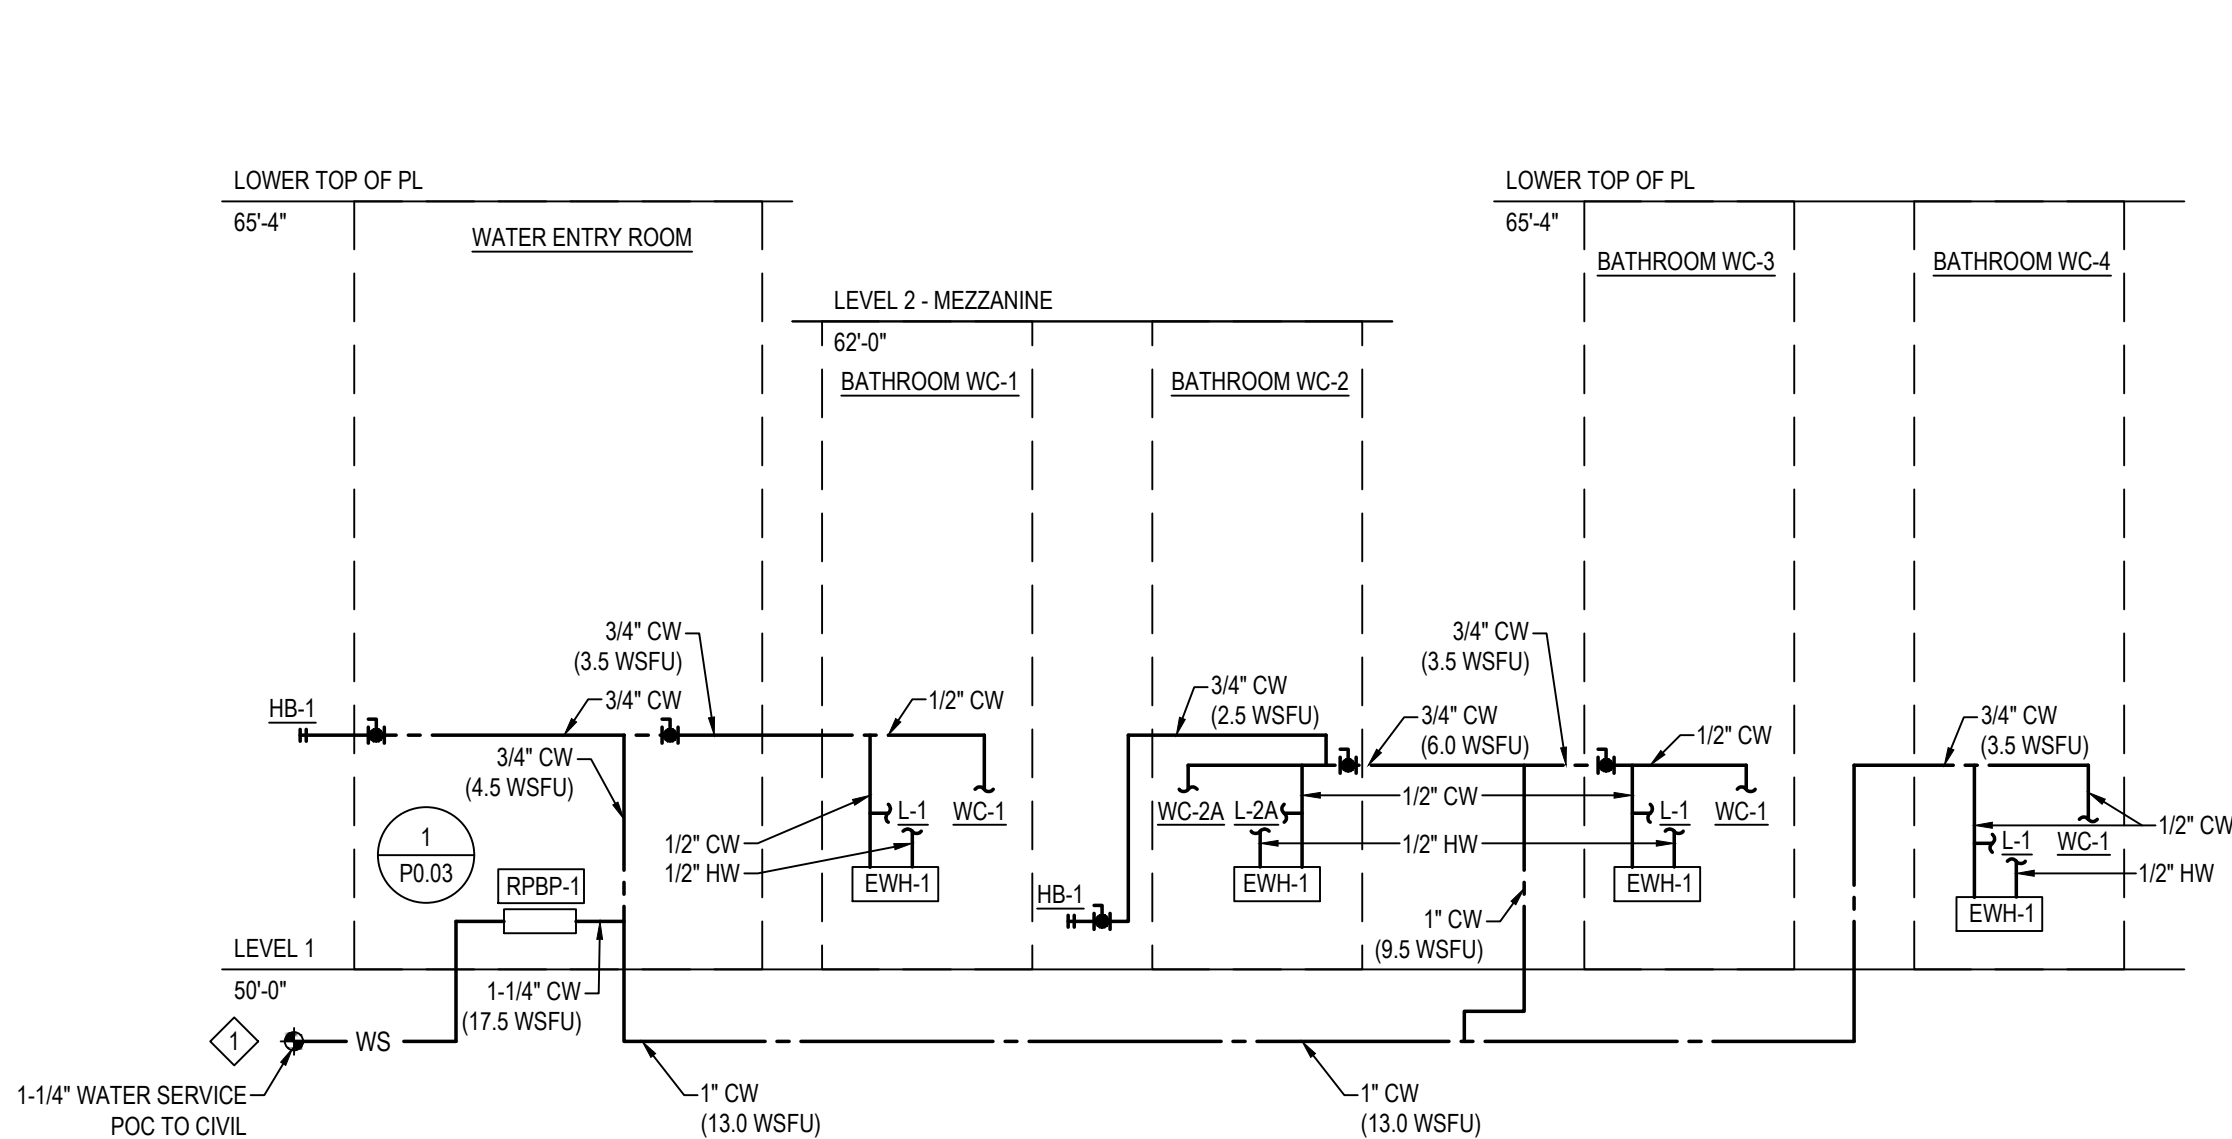 LOWER TOP OF PL
65'-4"
WATER ENTRY ROOM
LEVEL 2 - MEZZANINE
62'-0"
BATHROOM WC-1
BATHROOM WC-2
LOWER TOP OF PL
65'-4"
BATHROOM WC-3
BATHROOM WC-4
3/4" CW
(3.5 WSFU)
3/4" CW
HB-1
3/4" CW
(4.5 WSFU)
1/2" CW
L-1
WC-1
1/2" CW
1/2" HW
EWH-1
1
P0.03
RPBP-1
3/4" CW
(2.5 WSFU)
3/4" CW
(6.0 WSFU)
3/4" CW
(3.5 WSFU)
1/2" CW
WC-2A
L-2A
1/2" CW
1/2" HW
EWH-1
HB-1
L-1
WC-1
EWH-1
1" CW
(9.5 WSFU)
3/4" CW
(3.5 WSFU)
L-1
WC-1
1/2" CW
1/2" HW
EWH-1
LEVEL 1
50'-0"
1-1/4" CW
(17.5 WSFU)
1
WS
1-1/4" WATER SERVICE
POC TO CIVIL
1" CW
(13.0 WSFU)
1" CW
(13.0 WSFU)